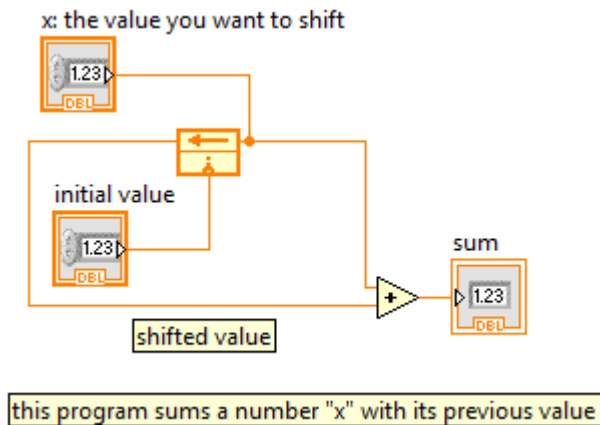 x: the value you want to shift
1.23
DBL
initial value
1.23
DBL
sum
1.23
DBL
shifted value
this program sums a number "x" with its previous value